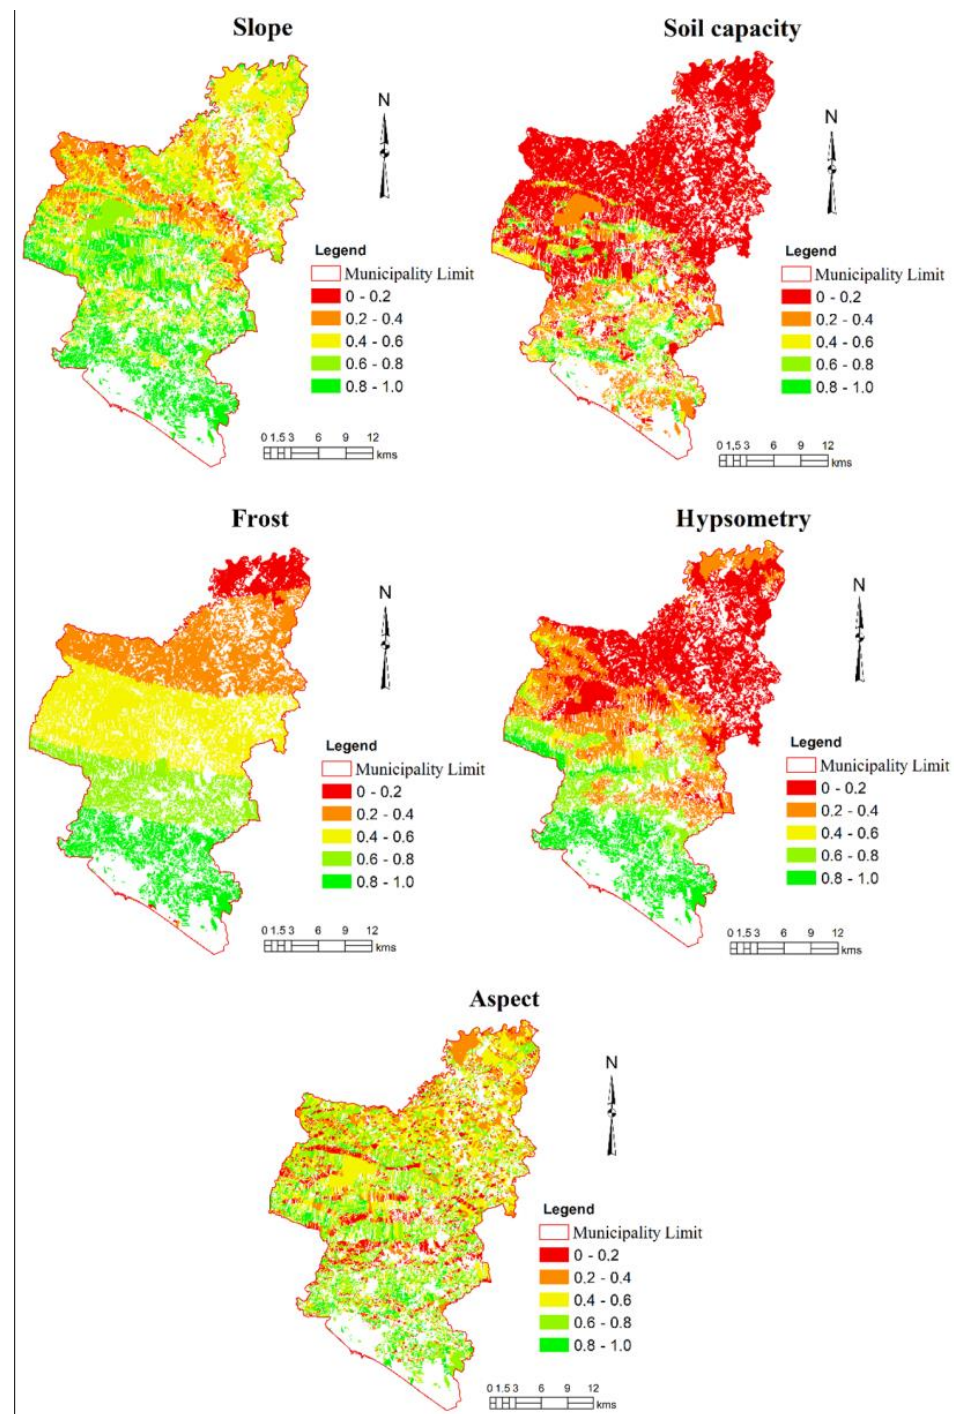 Slope
N
Legend
Municipality Limit
0 - 0.2
0.2 - 0.4
0.4 - 0.6
0.6 - 0.8
0.8 - 1.0
0 1.5 3 6 9 12
kms
Soil capacity
N
Legend
Municipality Limit
0 - 0.2
0.2 - 0.4
0.4 - 0.6
0.6 - 0.8
0.8 - 1.0
0 1.5 3 6 9 12
kms
Frost
N
Legend
Municipality Limit
0 - 0.2
0.2 - 0.4
0.4 - 0.6
0.6 - 0.8
0.8 - 1.0
0 1.5 3 6 9 12
kms
Hypsometry
N
Legend
Municipality Limit
0 - 0.2
0.2 - 0.4
0.4 - 0.6
0.6 - 0.8
0.8 - 1.0
0 1.5 3 6 9 12
kms
Aspect
N
Legend
Municipality Limit
0 - 0.2
0.2 - 0.4
0.4 - 0.6
0.6 - 0.8
0.8 - 1.0
0 1.5 3 6 9 12
kms